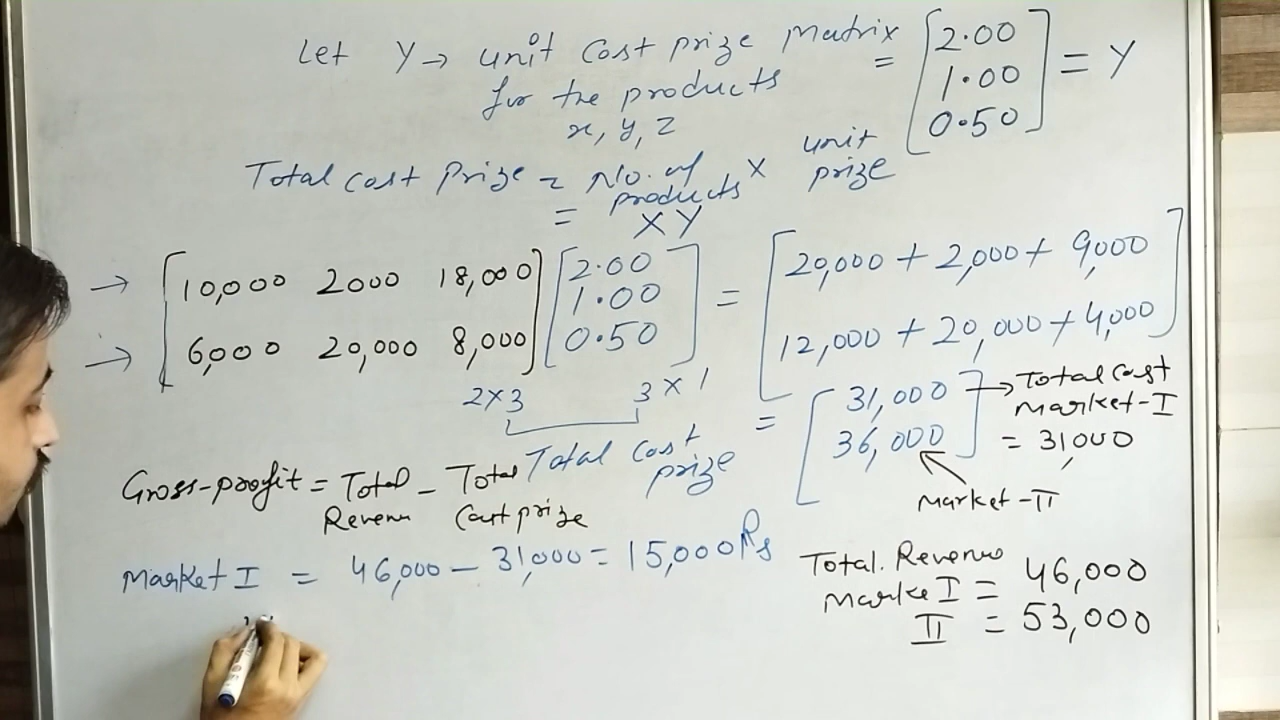 Let Y → unit cost prize Matrix = [2.00 1.00 0.50] = Y
for the products
x, y, z
Total cost prize = No. of products × unit prize
= XY
→ [10,000 2000 18,000] [2.00 1.00 0.50] = [20,000 + 2,000 + 9,000
→ [6,000 20,000 8,000] 12,000 + 20,000 + 4,000]
2×3 3×1
Total cost prize = [31,000 36,000]
→ Total cost
Market-I
= 31,000
Market-II
Gross-profit = Total Revenu - Total Cost prize
Market I = 46,000 - 31,000 = 15,000 Rs
Total. Revenu
Marke I = 46,000
II = 53,000